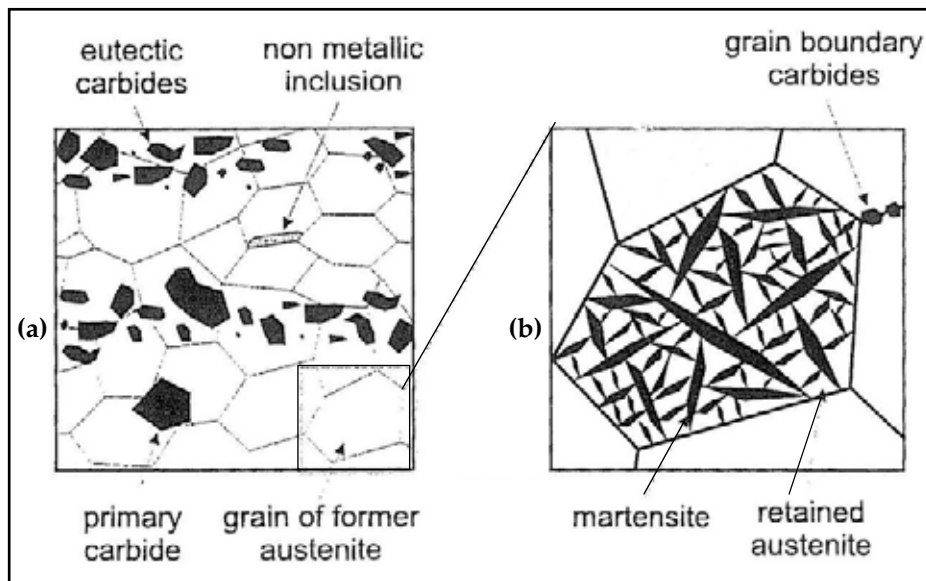 eutectic
carbides
non metallic
inclusion
grain boundary
carbides
(a)
(b)
primary
carbide
grain of former
austenite
martensite
retained
austenite